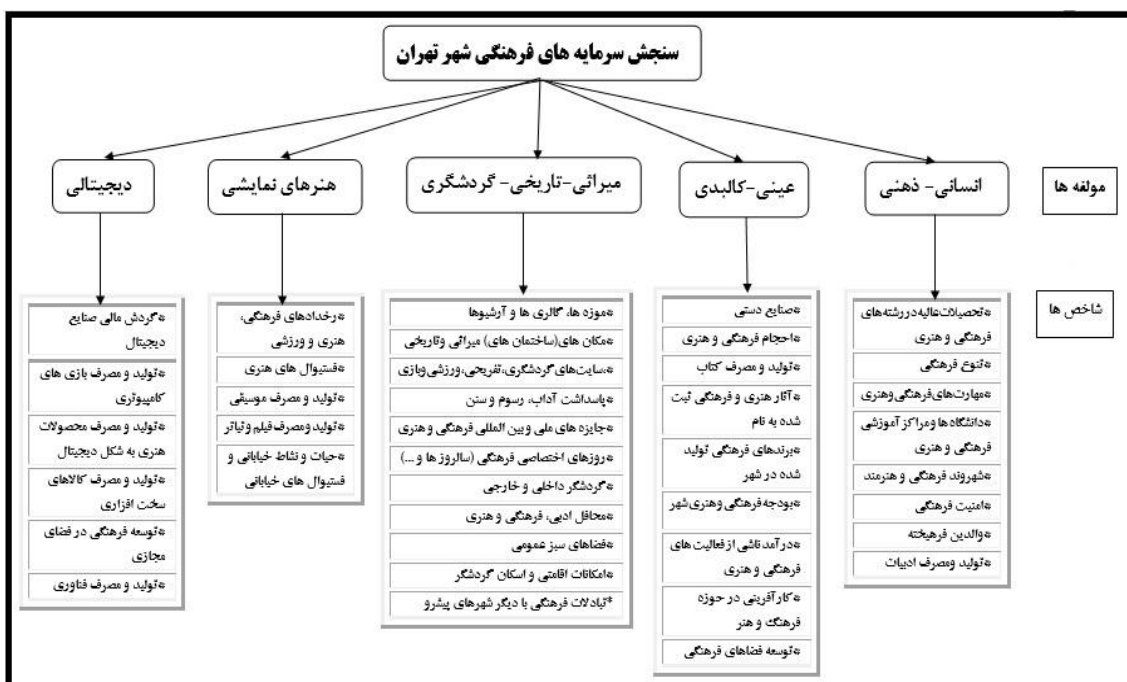 سنجش سرمایه های فرهنگی شهر تهران
مولفه ها
انسانی- ذهنی
عینی-کالبدی
میراثی-تاریخی- گردشگری
هنرهای نمایشی
دیجیتالی
شاخص ها
*تحصیلات عالیه در رشته های
فرهنگی و هنری
*تنوع فرهنگی
*مهارت های فرهنگی و هنری
*دانشگاه ها و مراکز آموزشی
فرهنگی و هنری
*شهروند فرهنگی و هنرمند
*امنیت فرهنگی
*والدین فرهیخته
*تولید ومصرف ادبیات
*صنایع دستی
*احجام فرهنگی و هنری
*تولید و مصرف کتاب
*آثار هنری و فرهنگی ثبت
شده به نام
*برندهای فرهنگی تولید
شده در شهر
*بودجه فرهنگی و هنری شهر
*درآمد ناشی از فعالیت های
فرهنگی و هنری
*کارآفرینی در حوزه
فرهنگ و هنر
*توسعه فضاهای فرهنگی
*موزه ها، گالری ها و آرشیوها
*مکان های(ساختمان های) میراثی وتاریخی
*سایت‌های گردشگری،تفریحی،ورزشی وبازی
*پاسداشت آداب، رسوم و سنن
*جایزه های ملی و بین المللی فرهنگی و هنری
*روزهای اختصاصی فرهنگی (سالروز ها و ...)
*گردشگر داخلی و خارجی
*محافل ادبی، فرهنگی و هنری
*فضاهای سبز عمومی
*امکانات اقامتی و اسکان گردشگر
*تبادلات فرهنگی با دیگر شهرهای پیشرو
*رخدادهای فرهنگی،
هنری و ورزشی
*فستیوال های هنری
*تولید و مصرف موسیقی
*تولید ومصرف فیلم و تیاتر
*حیات و نشاط خیابانی و
فستیوال های خیابانی
*گردش مالی صنایع
دیجیتال
*تولید و مصرف بازی های
کامپیوتری
*تولید و مصرف محصولات
هنری به شکل دیجیتال
*تولید و مصرف کالاهای
سخت افزاری
*توسعه فرهنگی در فضای
مجازی
*تولید و مصرف فناوری